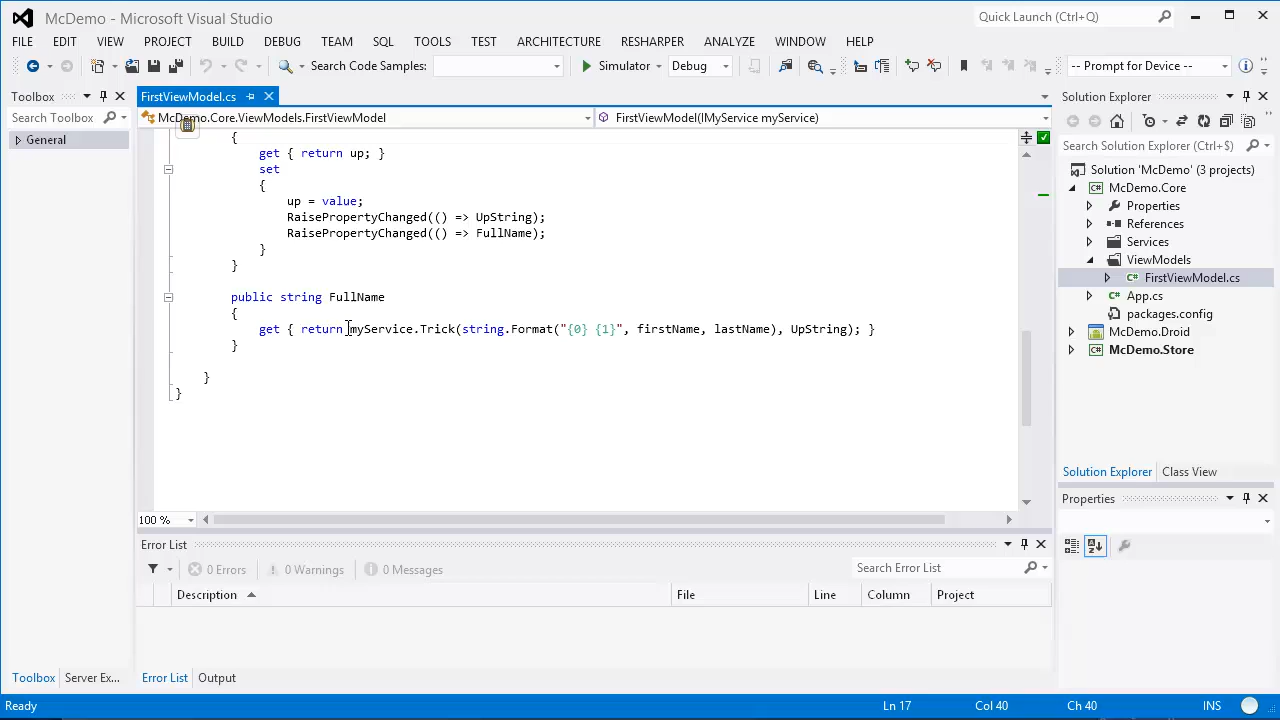 McDemo - Microsoft Visual Studio
Quick Launch (Ctrl+Q)
FILE EDIT VIEW PROJECT BUILD DEBUG TEAM SQL TOOLS TEST ARCHITECTURE RESHARPER ANALYZE WINDOW HELP
Search Code Samples: Simulator Debug -- Prompt for Device --
Toolbox
Search Toolbox
General
FirstViewModel.cs
McDemo.Core.ViewModels.FirstViewModel
FirstViewModel(IMyService myService)
{
get { return up; }
set
{
up = value;
RaisePropertyChanged(() => UpString);
RaisePropertyChanged(() => FullName);
}
}
public string FullName
{
get { return myService.Trick(string.Format("{0} {1}", firstName, lastName), UpString); }
}
}
}
100 %
Solution Explorer
Search Solution Explorer (Ctrl+$)
Solution 'McDemo' (3 projects)
McDemo.Core
Properties
References
Services
ViewModels
FirstViewModel.cs
App.cs
packages.config
McDemo.Droid
McDemo.Store
Solution Explorer Class View
Properties
Error List
0 Errors 0 Warnings 0 Messages
Search Error List
Description File Line Column Project
Toolbox Server Ex...
Error List Output
Ready Ln 17 Col 40 Ch 40 INS